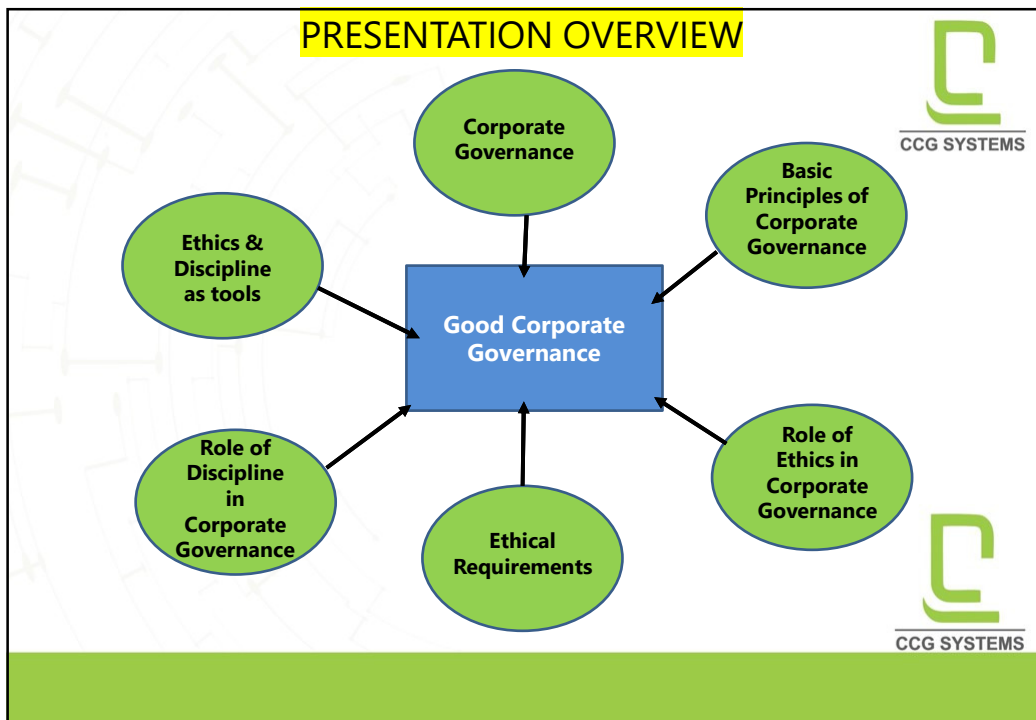 PRESENTATION OVERVIEW
CCG SYSTEMS
Corporate
Governance
Basic
Principles of
Corporate
Governance
Ethics &
Discipline
as tools
Good Corporate
Governance
Role of
Discipline
in
Corporate
Governance
Ethical
Requirements
Role of
Ethics in
Corporate
Governance
CCG SYSTEMS